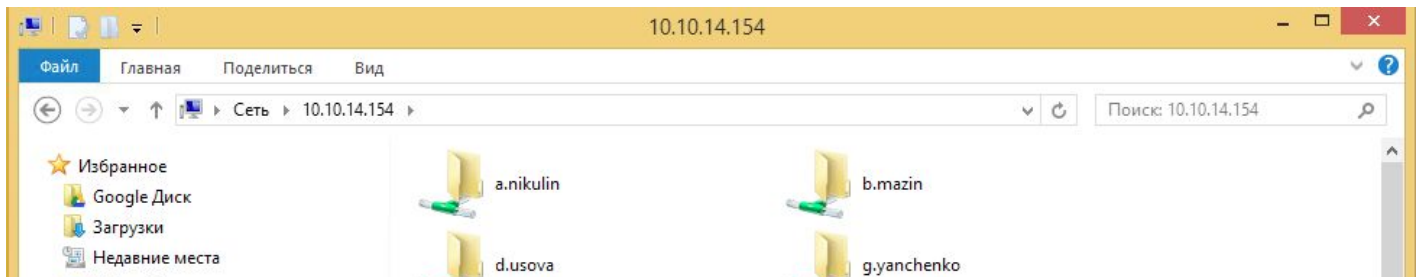 10.10.14.154
Файл Главная Поделиться Вид
Сеть 10.10.14.154 Поиск: 10.10.14.154
Избранное
a.nikulin b.mazin
Google Диск
Загрузки
Недавние места
d.usova g.yanchenko